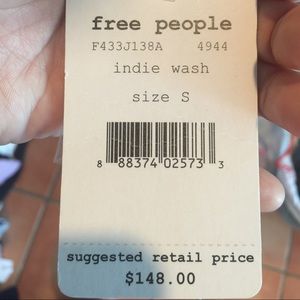 free people
F433J138A 4944
indie wash
size S
8 88374 02573 3
suggested retail price
$148.00